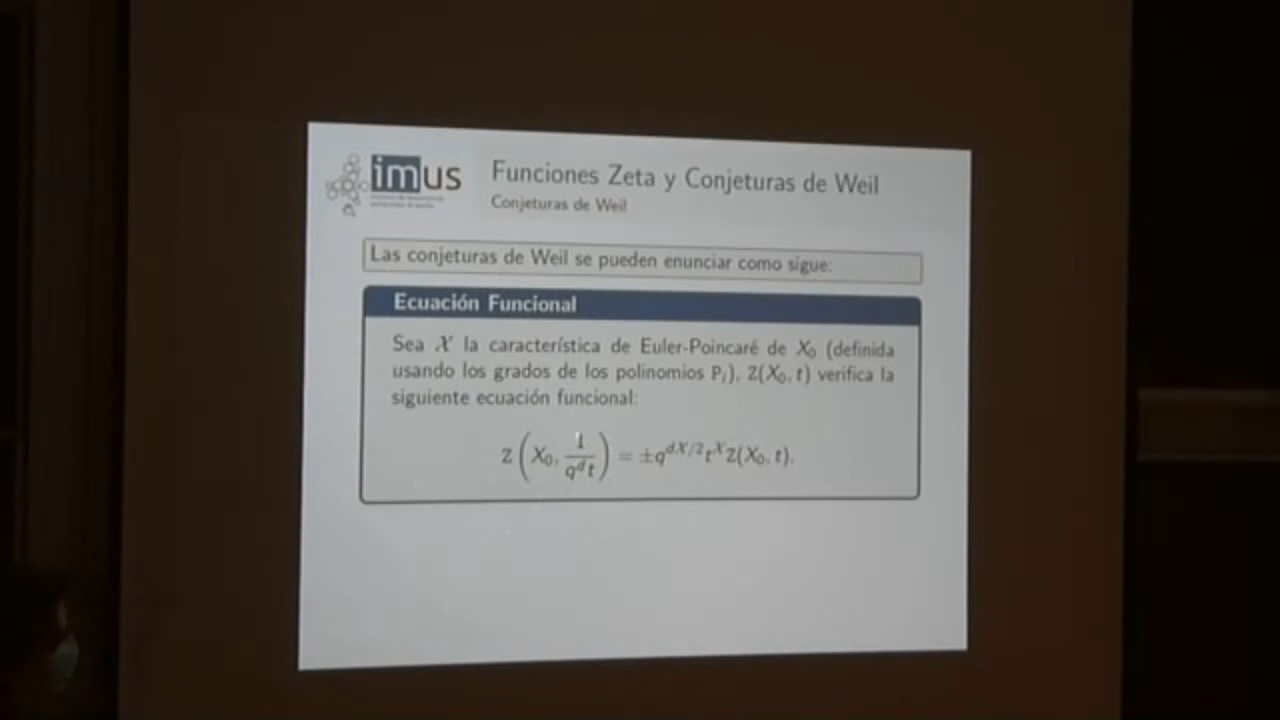 imus
Funciones Zeta y Conjeturas de Weil
Conjeturas de Weil
Las conjeturas de Weil se pueden enunciar como sigue:
Ecuación Funcional
Sea 𝒳 la característica de Euler-Poincaré de X₀ (definida
usando los grados de los polinomios Pᵢ), Z(X₀, t) verifica la
siguiente ecuación funcional:
Z(X₀, 1/(q^d t)) = ±q^{d𝒳/2} t^𝒳 Z(X₀, t).